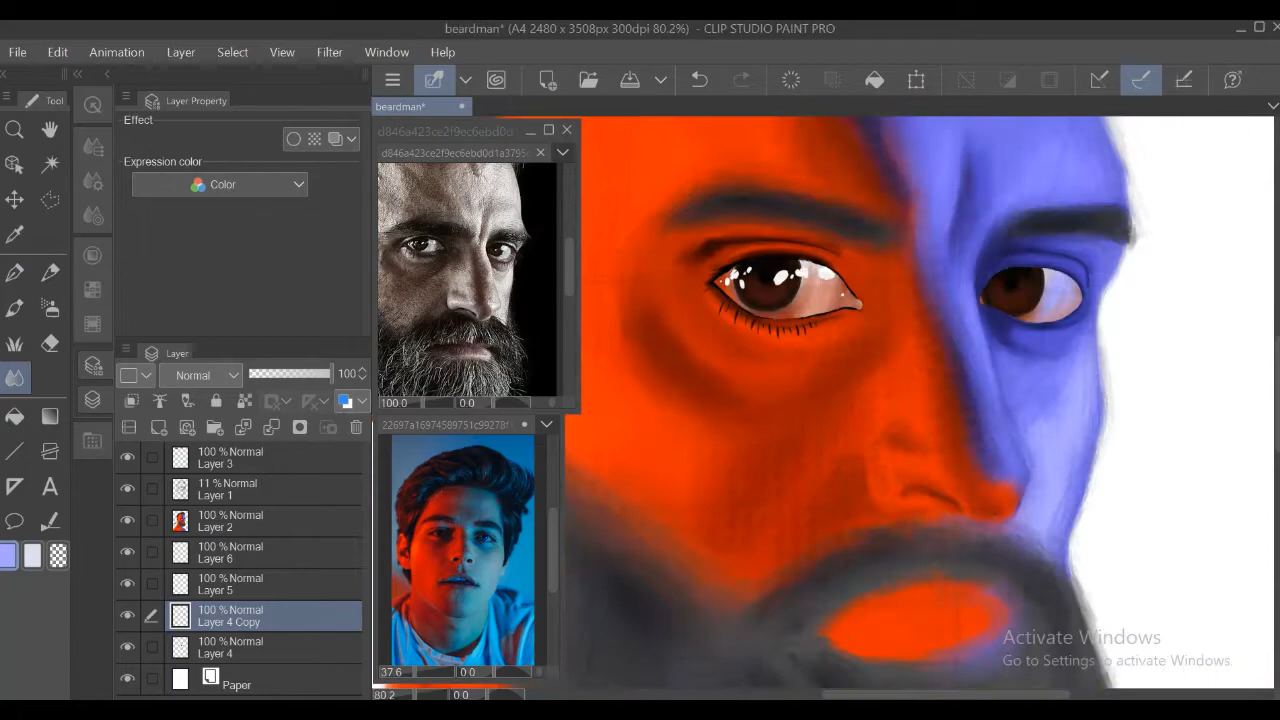 beardman* (A4 2480 x 3508px 300dpi 80.2%) - CLIP STUDIO PAINT PRO
File Edit Animation Layer Select View Filter Window Help
Tool
Layer Property
beardman*
Effect
Expression color
Color
d846a423ce2f9ec6ebd0d1
d846a423ce2f9ec6ebd0d1a3795
100.0 0 0
22697a16974589751c99278f
37.6 0 0
80.2 0 0
Layer
Normal 100
100 % Normal
Layer 3
11 % Normal
Layer 1
100 % Normal
Layer 2
100 % Normal
Layer 6
100 % Normal
Layer 5
100 % Normal
Layer 4 Copy
100 % Normal
Layer 4
Paper
Activate Windows
Go to Settings to activate Windows.